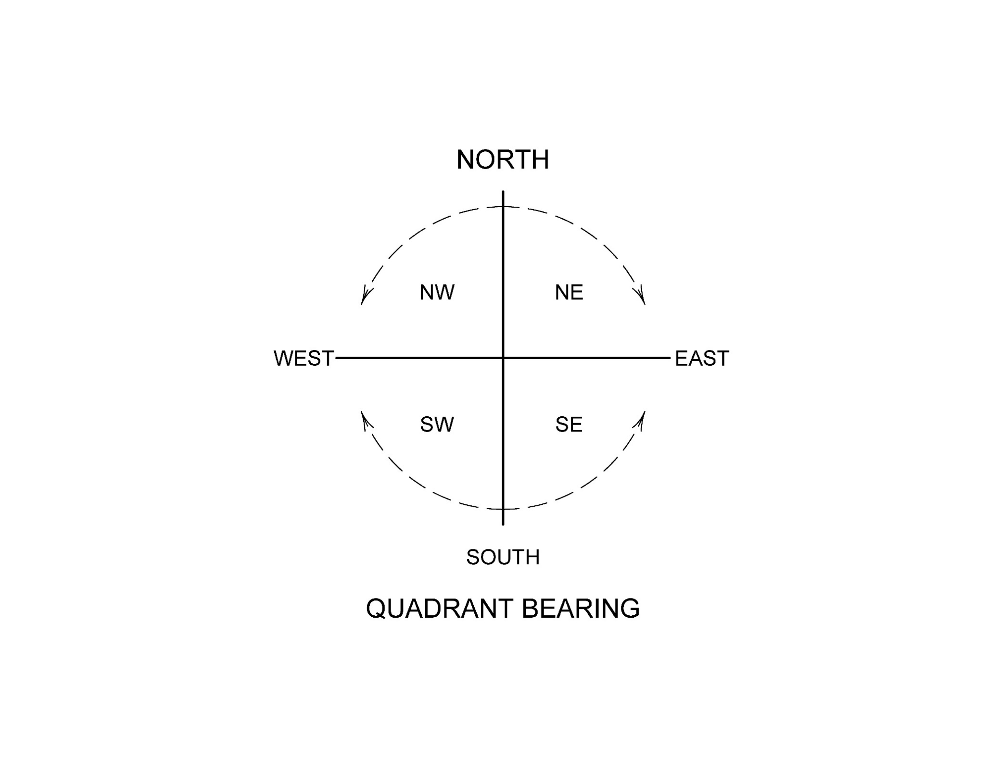 NORTH
NW NE
WEST EAST
SW SE
SOUTH
QUADRANT BEARING